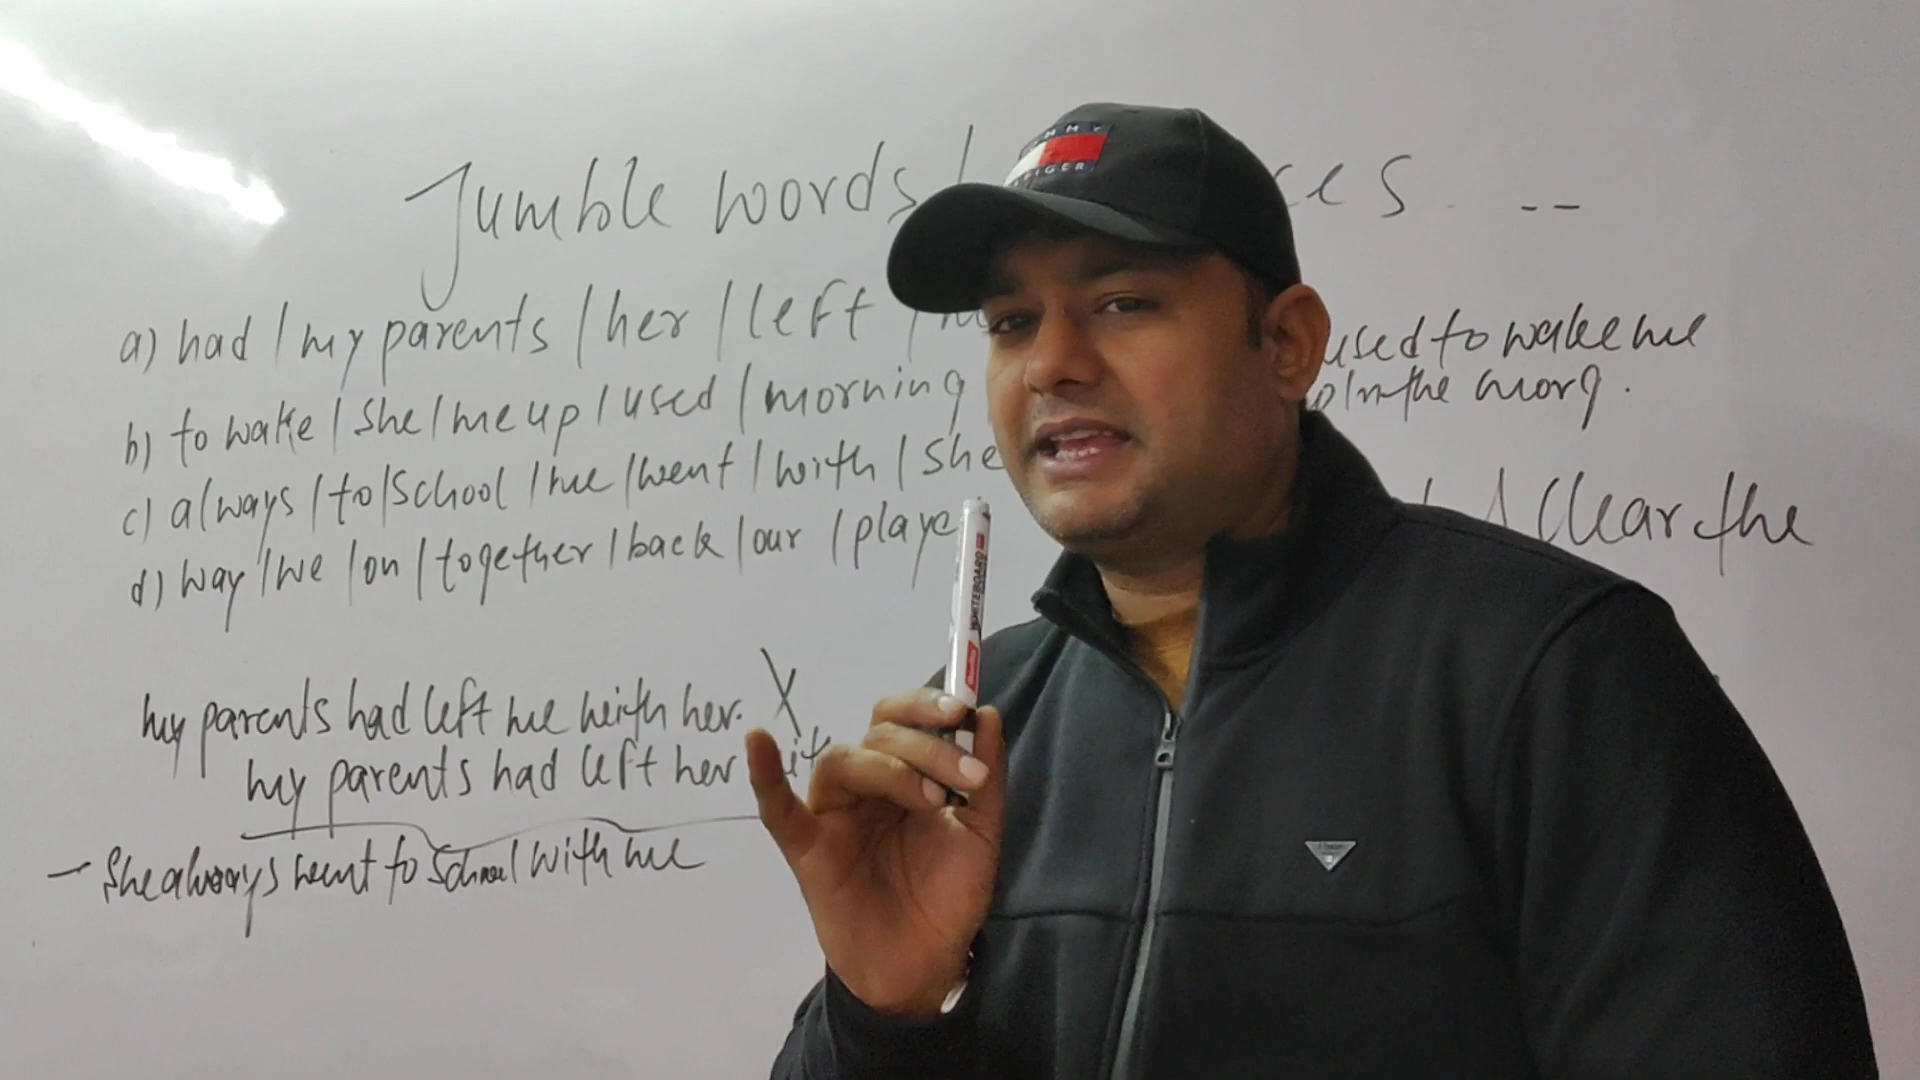 Jumble words
ces --
a) had / my parents / her / left /
b) to wake / she / me up / used / morning
c) always / to / School / me / went / with / she
d) way / we / on / together / back / our / playe
used to wake me
In the morg.
Clear the
my parents had left me with her. X
my parents had left her
- She always went to School with me
WHITEBOARD